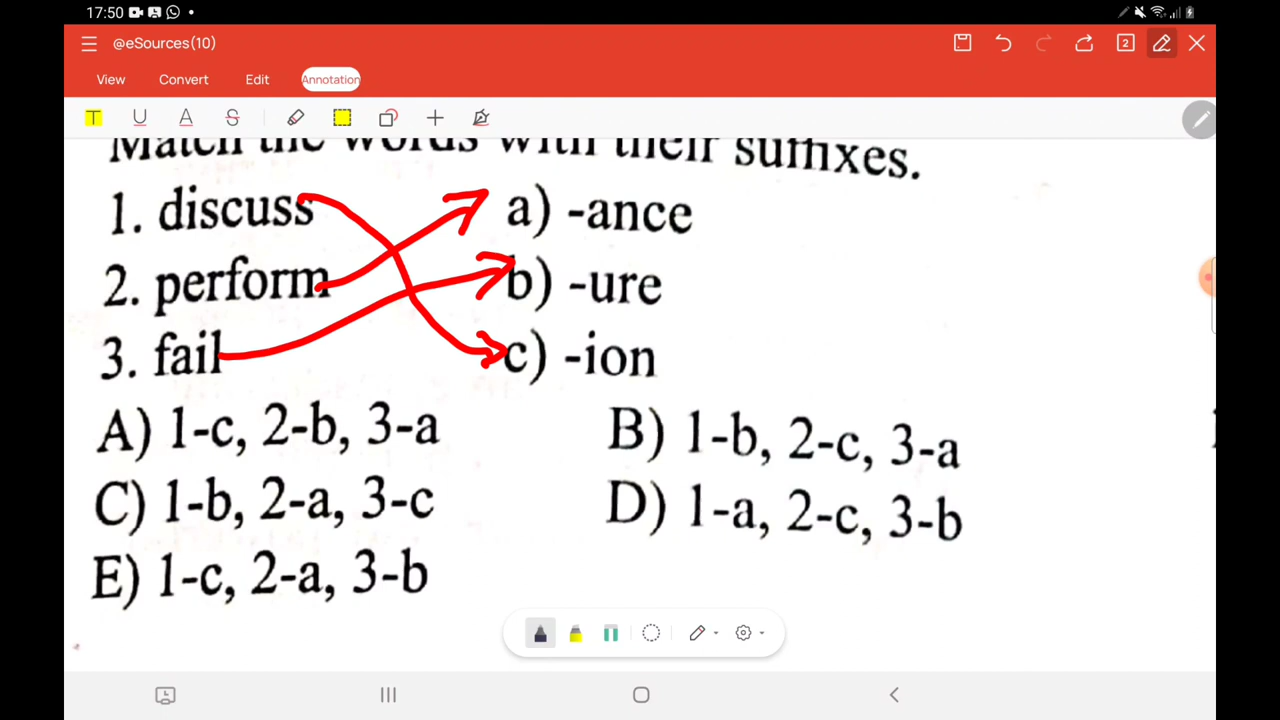 17:50
@eSources(10)
2
View Convert Edit Annotation
T U A S
Match the words with their suffixes.
1. discuss a) -ance
2. perform b) -ure
3. fail c) -ion
A) 1-c, 2-b, 3-a B) 1-b, 2-c, 3-a
C) 1-b, 2-a, 3-c D) 1-a, 2-c, 3-b
E) 1-c, 2-a, 3-b